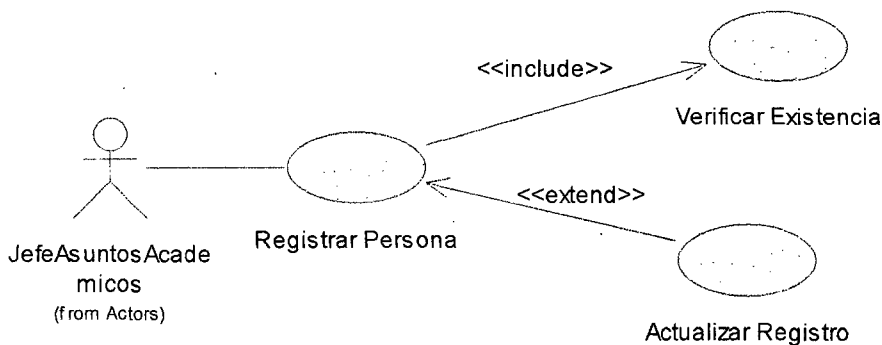 <<include>>
Verificar Existencia
<<extend>>
Registrar Persona
JefeAsuntosAcade
micos
(from Actors)
Actualizar Registro